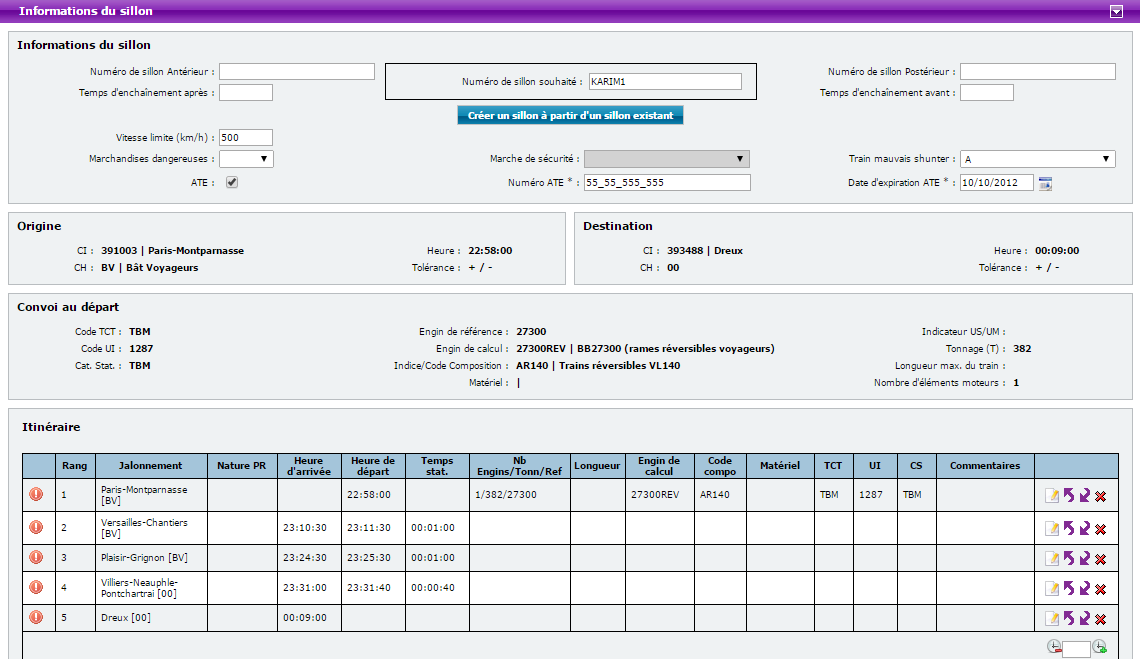 Informations du sillon
Informations du sillon
Numéro de sillon Antérieur :
Numéro de sillon souhaité : KARIM1
Numéro de sillon Postérieur :
Temps d'enchaînement après :
Temps d'enchaînement avant :
Créer un sillon à partir d'un sillon existant
Vitesse limite (km/h) : 500
Marchandises dangereuses :
Marche de sécurité :
Train mauvais shunter : A
ATE :
Numéro ATE * : 55_55_555_555
Date d'expiration ATE * : 10/10/2012
Origine
CI : 391003 | Paris-Montparnasse
Heure : 22:58:00
CH : BV | Bât Voyageurs
Tolérance : + / -
Destination
CI : 393488 | Dreux
Heure : 00:09:00
CH : 00
Tolérance : + / -
Convoi au départ
Code TCT : TBM
Engin de référence : 27300
Indicateur US/UM :
Code UI : 1287
Engin de calcul : 27300REV | BB27300 (rames réversibles voyageurs)
Tonnage (T) : 382
Cat. Stat. : TBM
Indice/Code Composition : AR140 | Trains réversibles VL140
Longueur max. du train :
Matériel : |
Nombre d'éléments moteurs : 1
Itinéraire
Rang Jalonnement Nature PR Heure d'arrivée Heure de départ Temps stat. Nb Engins/Tonn/Ref Longueur Engin de calcul Code compo Matériel TCT UI CS Commentaires
1 Paris-Montparnasse [BV] 22:58:00 1/382/27300 27300REV AR140 TBM 1287 TBM
2 Versailles-Chantiers [BV] 23:10:30 23:11:30 00:01:00
3 Plaisir-Grignon [BV] 23:24:30 23:25:30 00:01:00
4 Villiers-Neauphle-Pontchartrai [00] 23:31:00 23:31:40 00:00:40
5 Dreux [00] 00:09:00